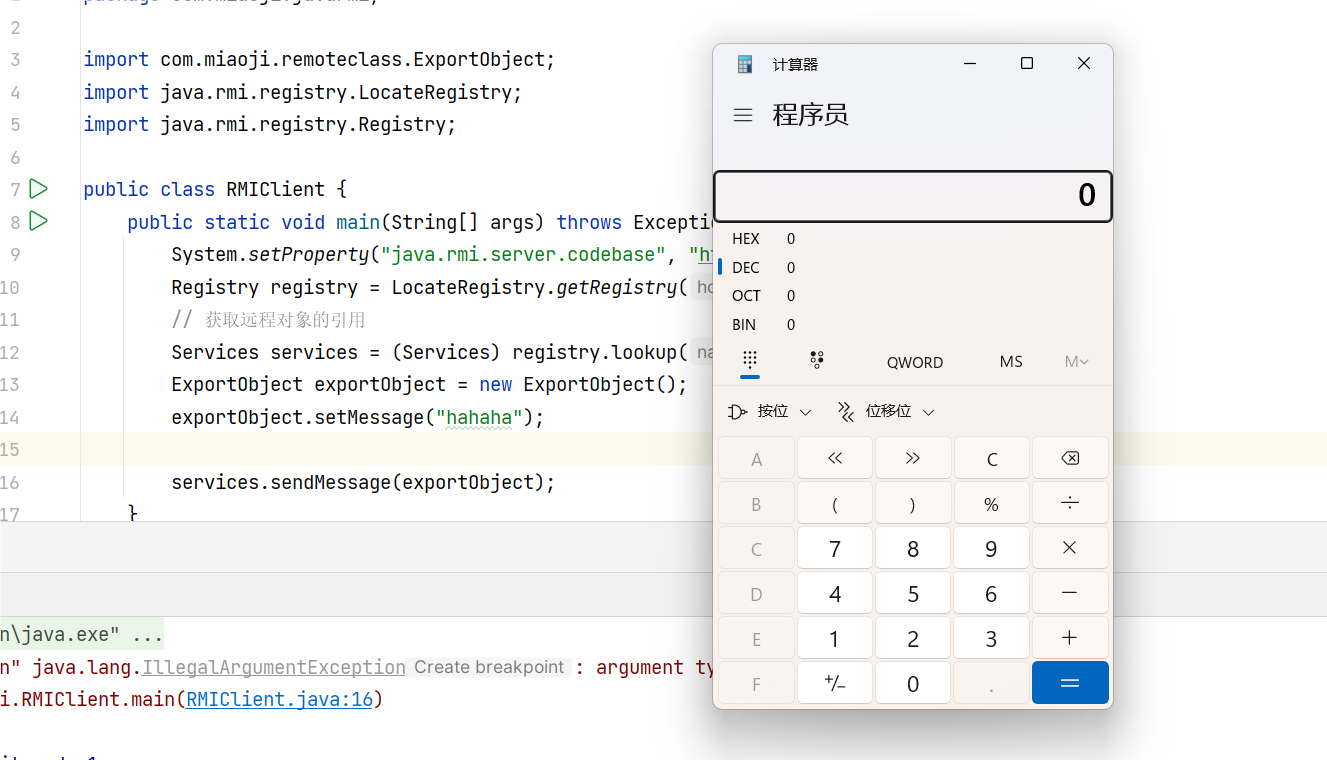 2
3 import com.miaoji.remoteclass.ExportObject;
4 import java.rmi.registry.LocateRegistry;
5 import java.rmi.registry.Registry;
6
7 public class RMIClient {
8 public static void main(String[] args) throws Exceptio
9 System.setProperty("java.rmi.server.codebase", "ht
10 Registry registry = LocateRegistry.getRegistry( ho
11 // 获取远程对象的引用
12 Services services = (Services) registry.lookup( na
13 ExportObject exportObject = new ExportObject();
14 exportObject.setMessage("hahaha");
15
16 services.sendMessage(exportObject);
17 }
n\java.exe" ...
n" java.lang.IllegalArgumentException Create breakpoint : argument ty
i.RMIClient.main(RMIClient.java:16)
计算器
程序员
0
HEX 0
DEC 0
OCT 0
BIN 0
QWORD MS M
按位 位移位
A « » C
B ( ) % ÷
C 7 8 9 ×
D 4 5 6 −
E 1 2 3 +
F +/− 0 . =